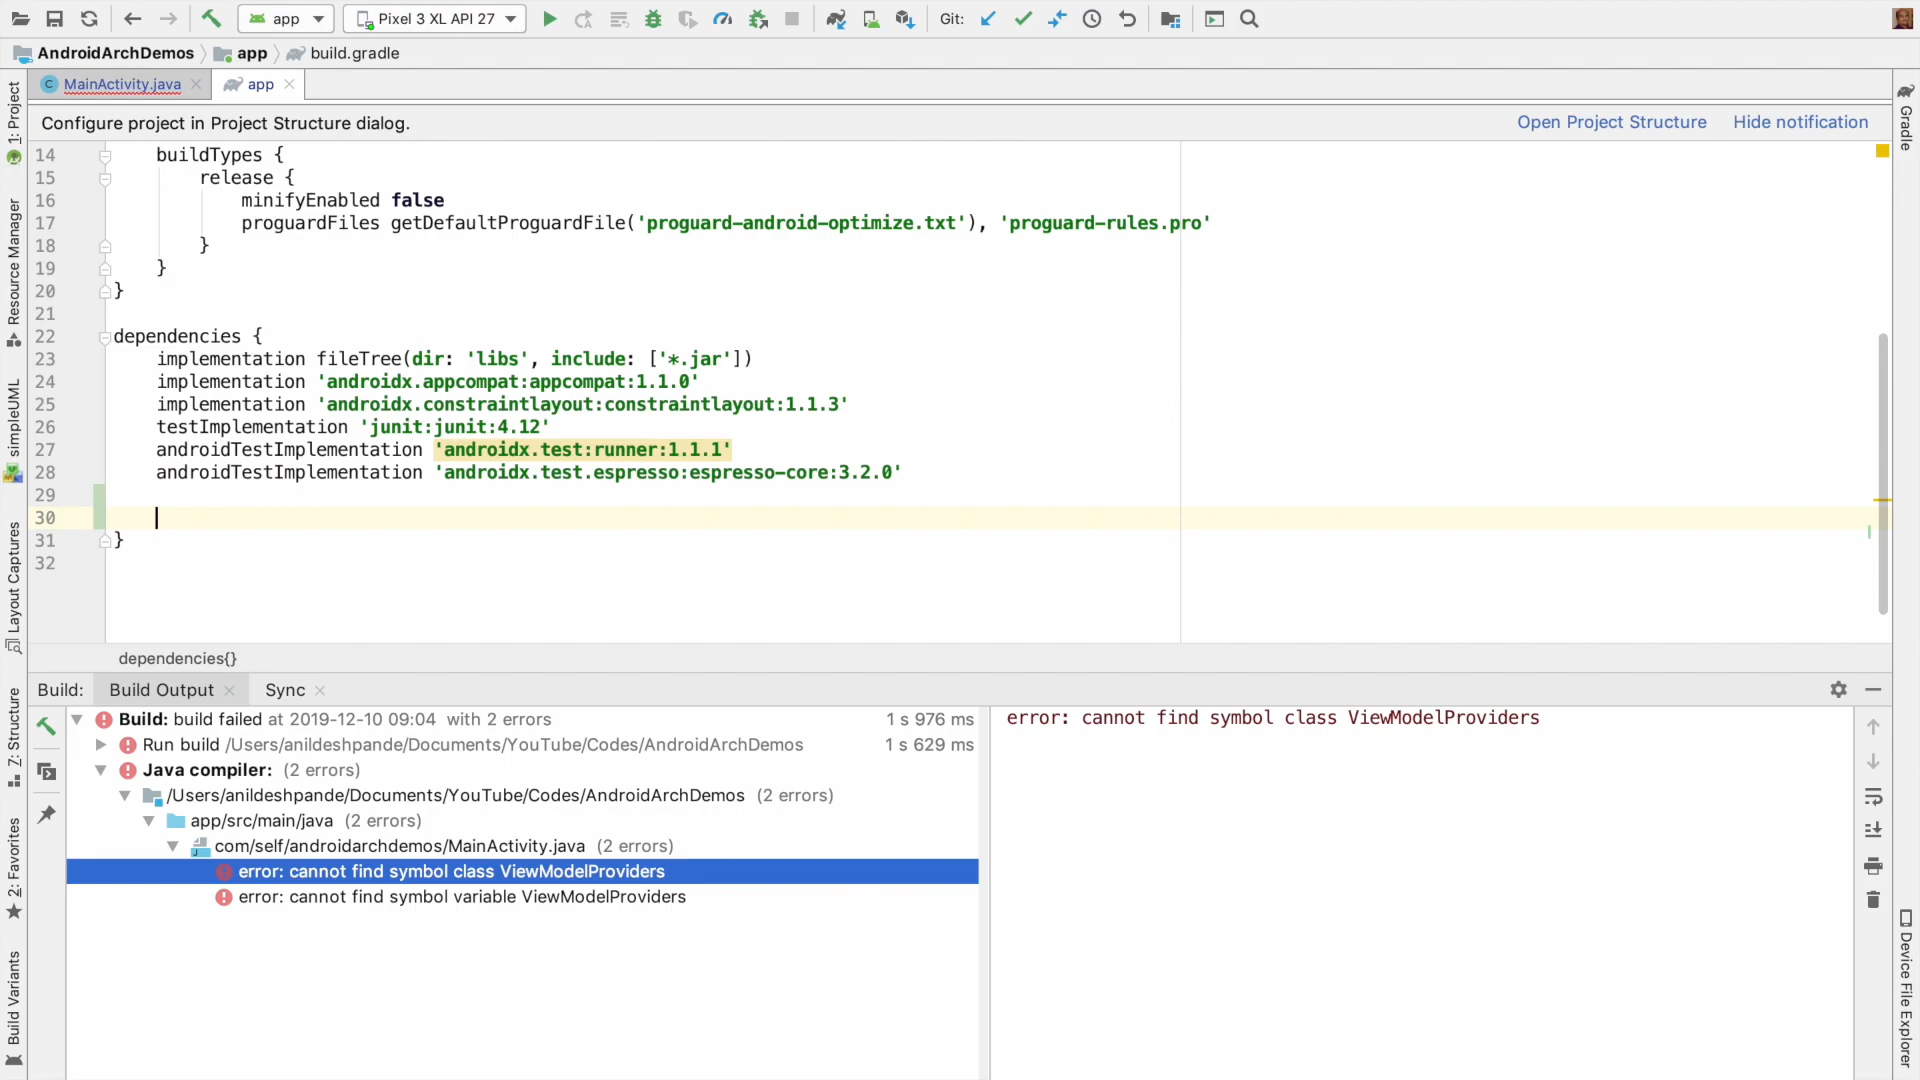 app
Pixel 3 XL API 27
Git:
AndroidArchDemos
app
build.gradle
MainActivity.java
app
Configure project in Project Structure dialog.
Open Project Structure
Hide notification
1: Project
Resource Manager
simpleUML
Layout Captures
Z: Structure
2: Favorites
Build Variants
Gradle
Device File Explorer
14 buildTypes {
15 release {
16 minifyEnabled false
17 proguardFiles getDefaultProguardFile('proguard-android-optimize.txt'), 'proguard-rules.pro'
18 }
19 }
20 }
21
22 dependencies {
23 implementation fileTree(dir: 'libs', include: ['*.jar'])
24 implementation 'androidx.appcompat:appcompat:1.1.0'
25 implementation 'androidx.constraintlayout:constraintlayout:1.1.3'
26 testImplementation 'junit:junit:4.12'
27 androidTestImplementation 'androidx.test:runner:1.1.1'
28 androidTestImplementation 'androidx.test.espresso:espresso-core:3.2.0'
29
30
31 }
32
dependencies{}
Build:
Build Output
Sync
Build: build failed at 2019-12-10 09:04 with 2 errors 1 s 976 ms
Run build /Users/anildeshpande/Documents/YouTube/Codes/AndroidArchDemos 1 s 629 ms
Java compiler: (2 errors)
/Users/anildeshpande/Documents/YouTube/Codes/AndroidArchDemos (2 errors)
app/src/main/java (2 errors)
com/self/androidarchdemos/MainActivity.java (2 errors)
error: cannot find symbol class ViewModelProviders
error: cannot find symbol variable ViewModelProviders
error: cannot find symbol class ViewModelProviders